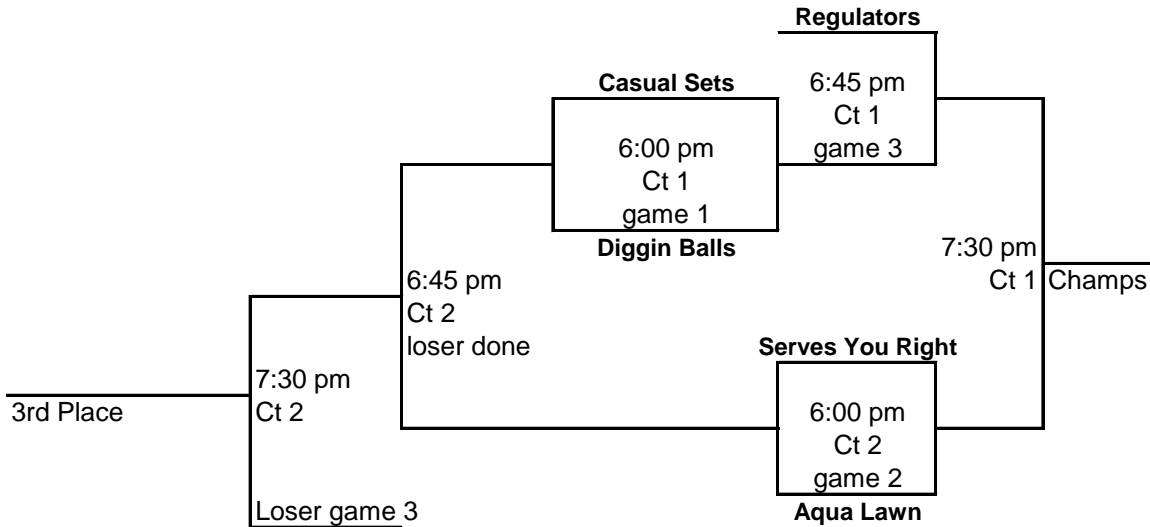 Regulators
Casual Sets
6:45 pm
Ct 1
game 3
6:00 pm
Ct 1
game 1
Diggin Balls
7:30 pm
Ct 1
Champs
6:45 pm
Ct 2
loser done
Serves You Right
7:30 pm
Ct 2
3rd Place
6:00 pm
Ct 2
game 2
Loser game 3
Aqua Lawn